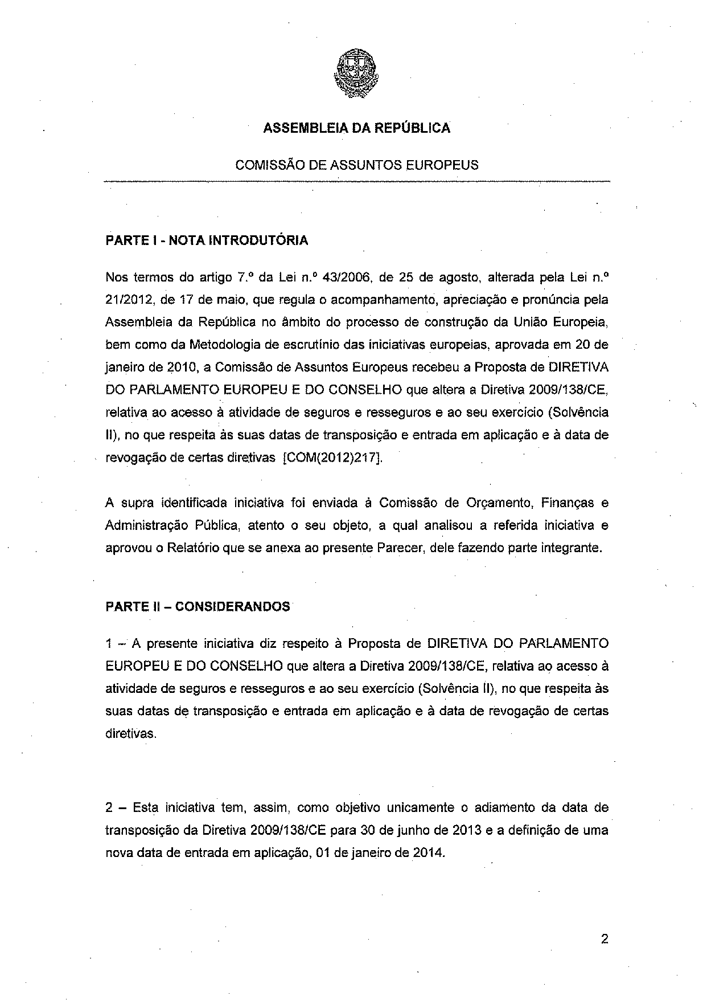 ASSEMBLEIA DA REPÚBLICA
COMISSÃO DE ASSUNTOS EUROPEUS
PARTE I - NOTA INTRODUTÓRIA
Nos termos do artigo 7.º da Lei n.º 43/2006, de 25 de agosto, alterada pela Lei n.º
21/2012, de 17 de maio, que regula o acompanhamento, apreciação e pronúncia pela
Assembleia da República no âmbito do processo de construção da União Europeia,
bem como da Metodologia de escrutínio das iniciativas europeias, aprovada em 20 de
janeiro de 2010, a Comissão de Assuntos Europeus recebeu a Proposta de DIRETIVA
DO PARLAMENTO EUROPEU E DO CONSELHO que altera a Diretiva 2009/138/CE,
relativa ao acesso à atividade de seguros e resseguros e ao seu exercício (Solvência
II), no que respeita às suas datas de transposição e entrada em aplicação e à data de
revogação de certas diretivas [COM(2012)217].
A supra identificada iniciativa foi enviada à Comissão de Orçamento, Finanças e
Administração Pública, atento o seu objeto, a qual analisou a referida iniciativa e
aprovou o Relatório que se anexa ao presente Parecer, dele fazendo parte integrante.
PARTE II – CONSIDERANDOS
1 – A presente iniciativa diz respeito à Proposta de DIRETIVA DO PARLAMENTO
EUROPEU E DO CONSELHO que altera a Diretiva 2009/138/CE, relativa ao acesso à
atividade de seguros e resseguros e ao seu exercício (Solvência II), no que respeita às
suas datas de transposição e entrada em aplicação e à data de revogação de certas
diretivas.
2 – Esta iniciativa tem, assim, como objetivo unicamente o adiamento da data de
transposição da Diretiva 2009/138/CE para 30 de junho de 2013 e a definição de uma
nova data de entrada em aplicação, 01 de janeiro de 2014.
2